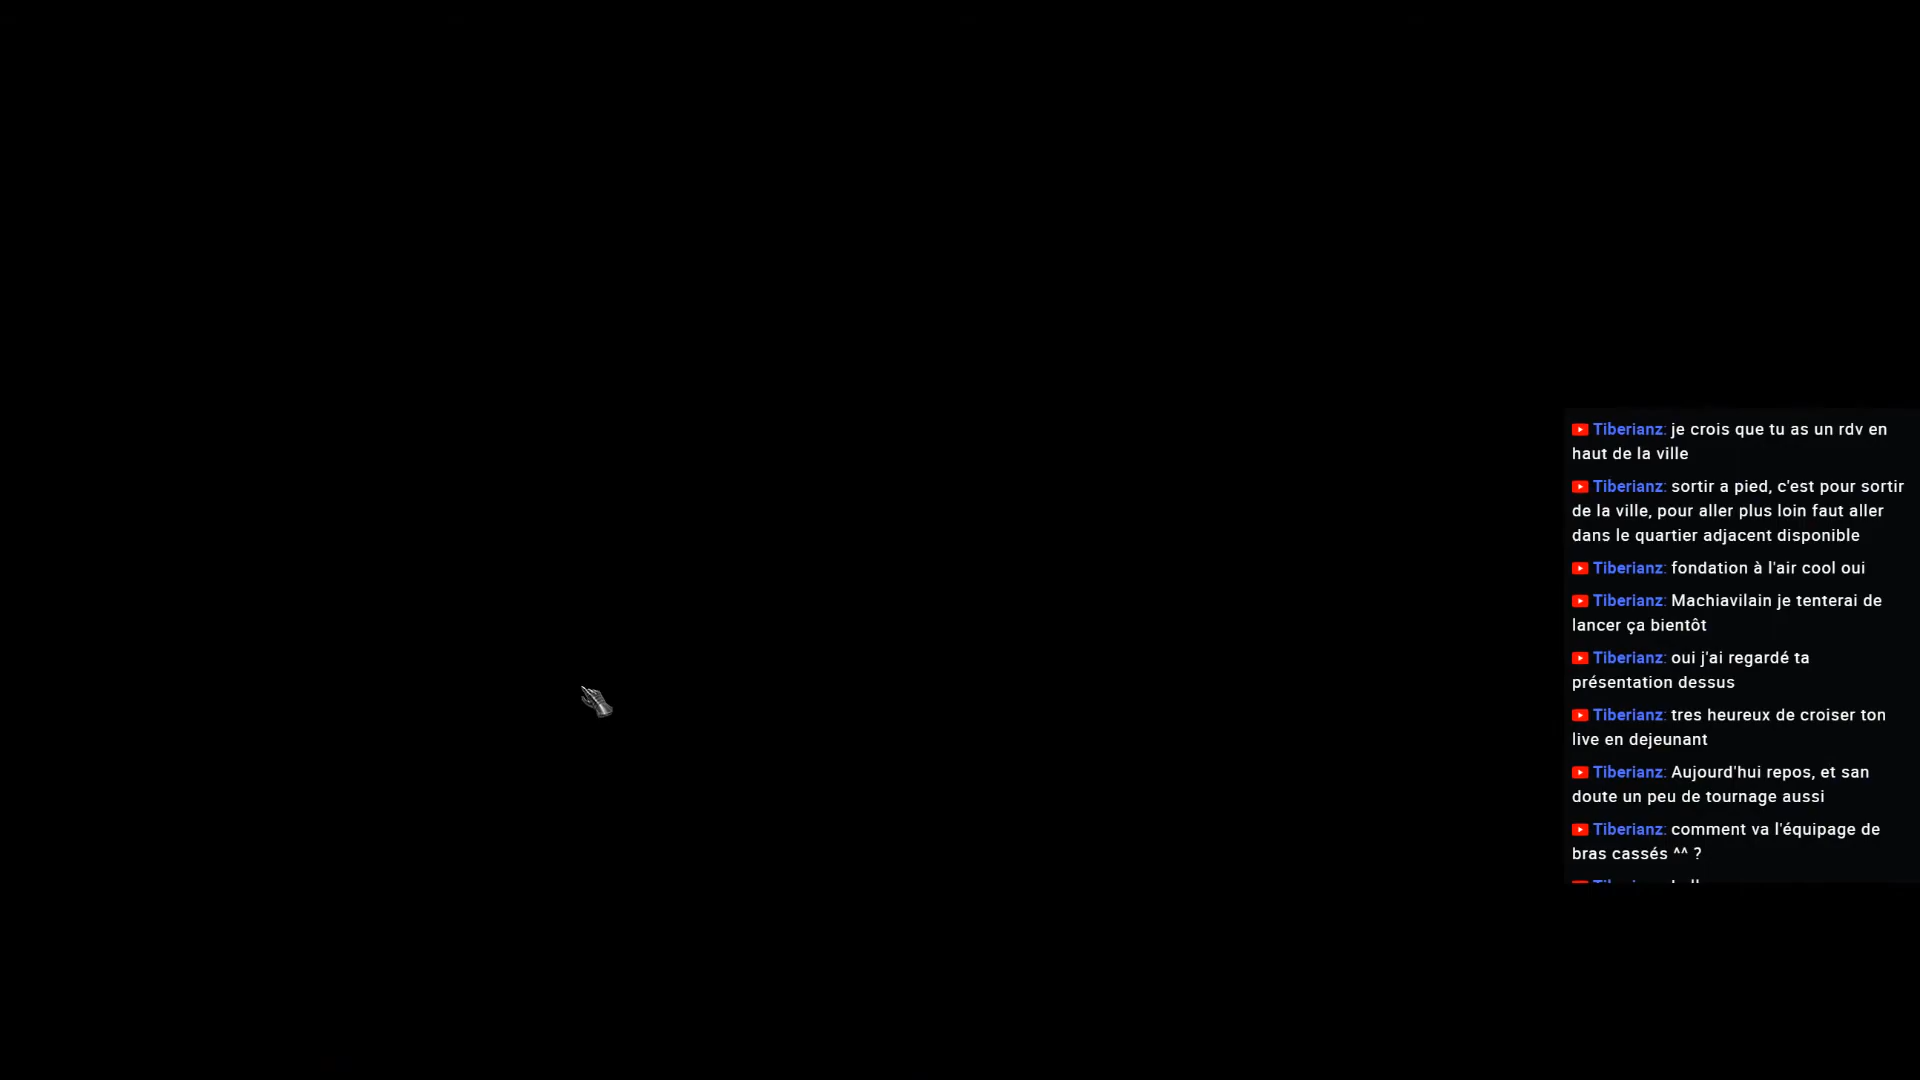 Tiberianz: je crois que tu as un rdv en
haut de la ville
Tiberianz: sortir a pied, c'est pour sortir
de la ville, pour aller plus loin faut aller
dans le quartier adjacent disponible
Tiberianz: fondation à l'air cool oui
Tiberianz: Machiavilain je tenterai de
lancer ça bientôt
Tiberianz: oui j'ai regardé ta
présentation dessus
Tiberianz: tres heureux de croiser ton
live en dejeunant
Tiberianz: Aujourd'hui repos, et san
doute un peu de tournage aussi
Tiberianz: comment va l'équipage de
bras cassés ^^ ?